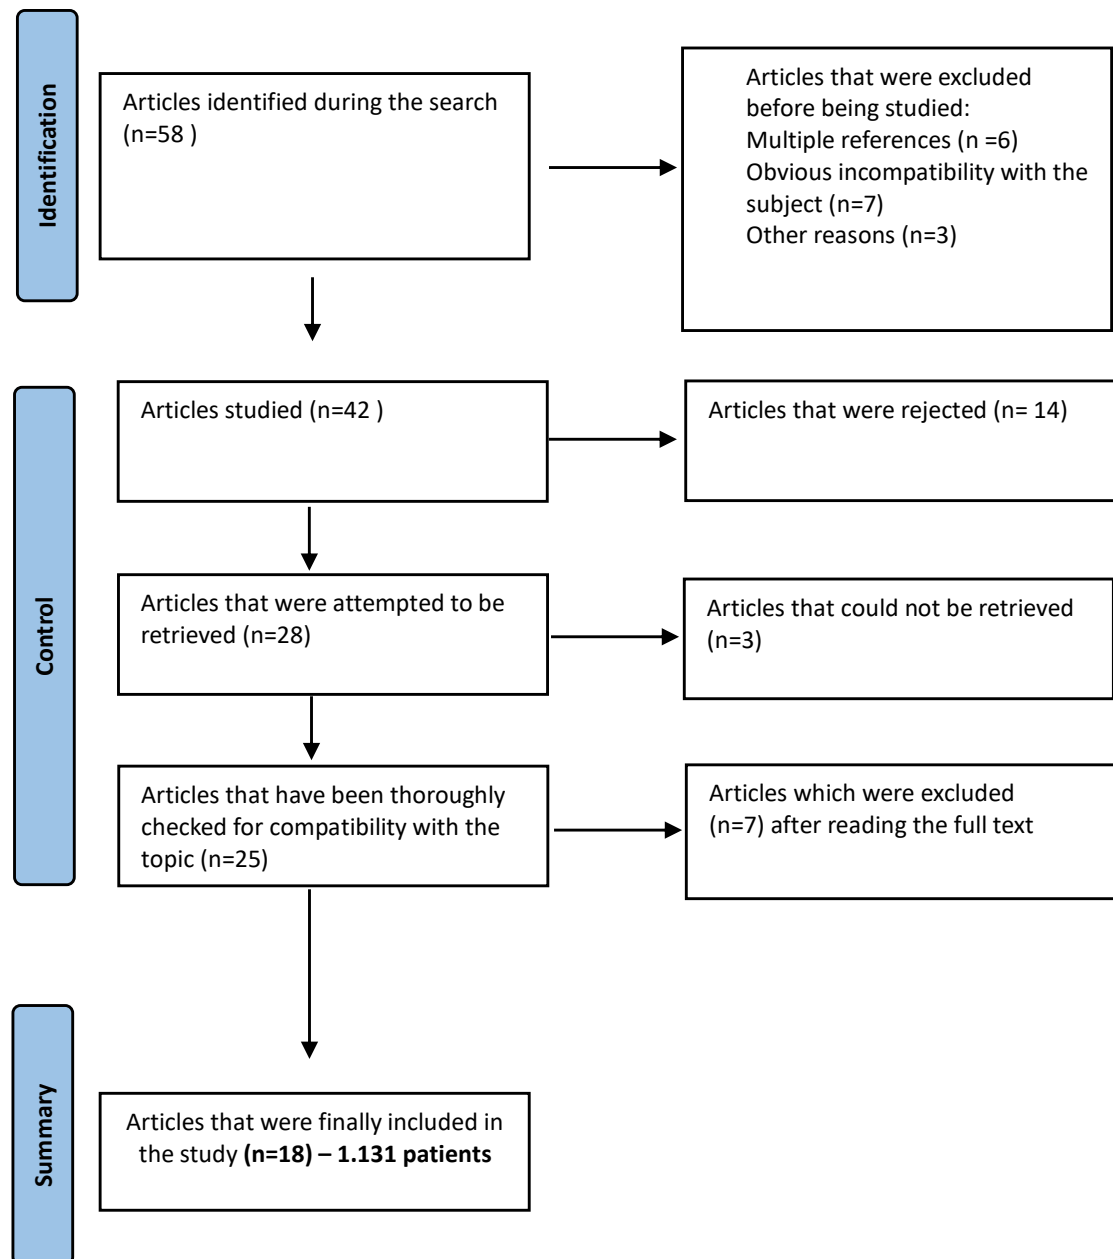 Identification
Articles identified during the search
(n=58 )
Articles that were excluded
before being studied:
Multiple references (n =6)
Obvious incompatibility with the
subject (n=7)
Other reasons (n=3)
Control
Articles studied (n=42 )
Articles that were rejected (n= 14)
Articles that were attempted to be
retrieved (n=28)
Articles that could not be retrieved
(n=3)
Articles that have been thoroughly
checked for compatibility with the
topic (n=25)
Articles which were excluded
(n=7) after reading the full text
Summary
Articles that were finally included in
the study (n=18) – 1.131 patients